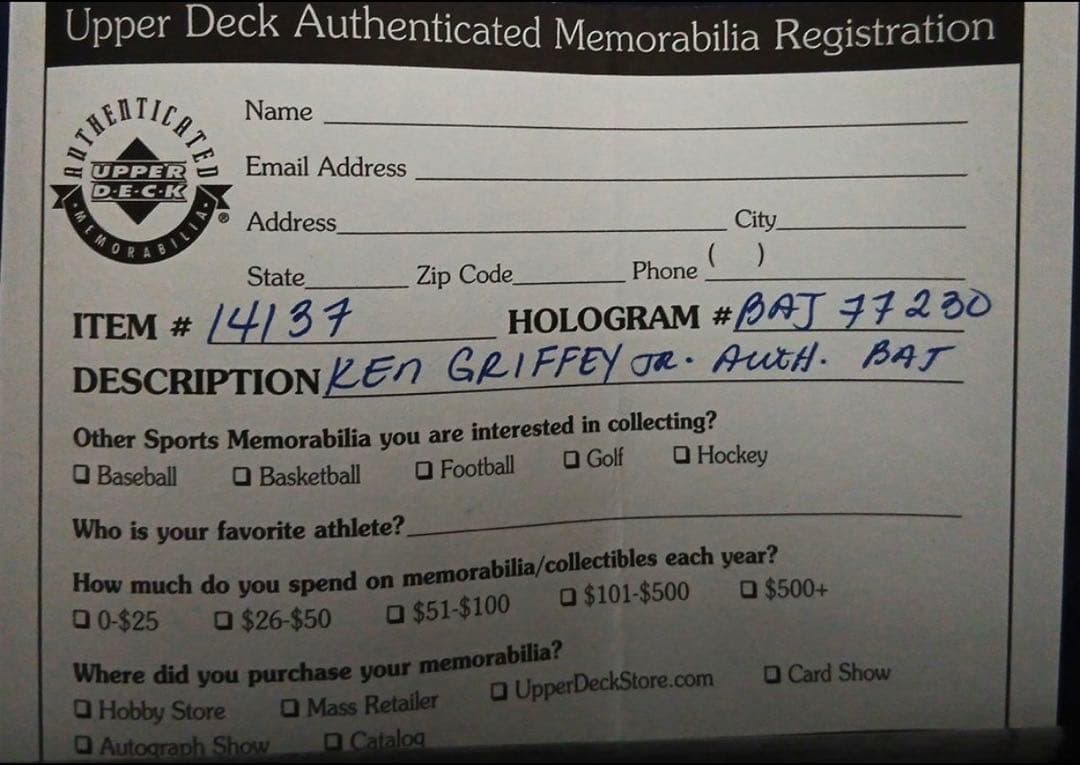 Upper Deck Authenticated Memorabilia Registration
AUTHENTICATED
UPPER
D·E·C·K
MEMORABILIA
®
Name
Email Address
Address City
State Zip Code Phone ( )
ITEM # 14137 HOLOGRAM # BAJ 77230
DESCRIPTION KEN GRIFFEY JR. AUTH. BAT
Other Sports Memorabilia you are interested in collecting?
Baseball Basketball Football Golf Hockey
Who is your favorite athlete?
How much do you spend on memorabilia/collectibles each year?
0-$25 $26-$50 $51-$100 $101-$500 $500+
Where did you purchase your memorabilia?
Hobby Store Mass Retailer UpperDeckStore.com Card Show
Autograph Show Catalog